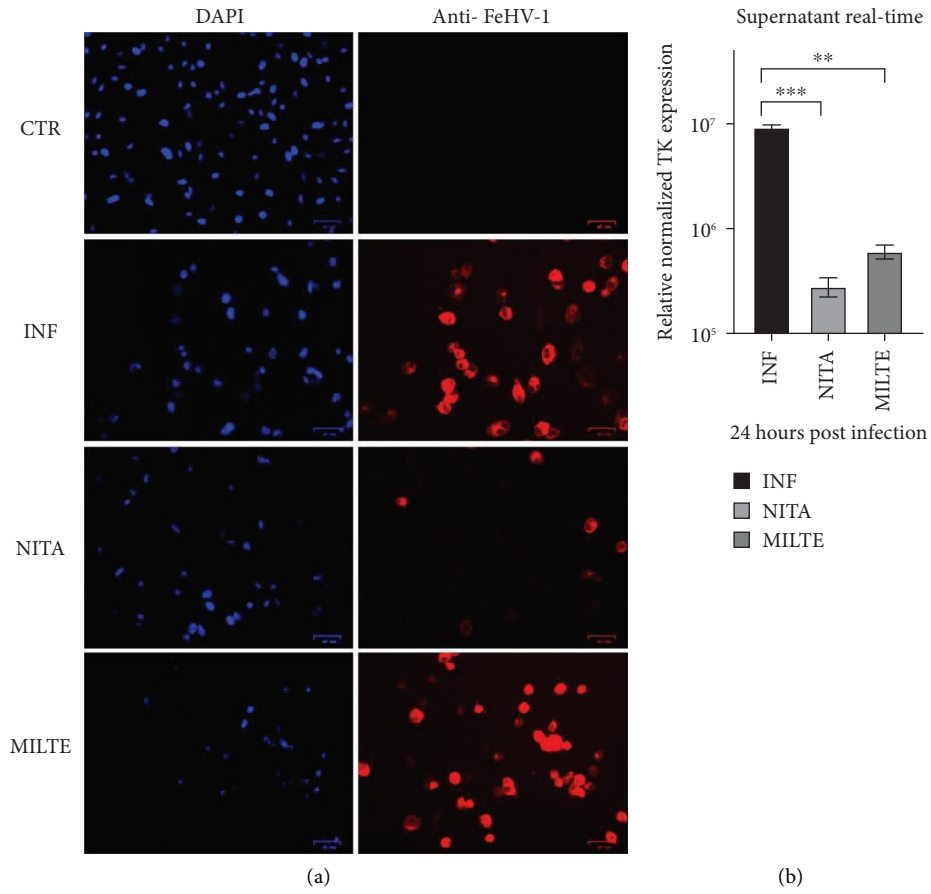 DAPI
Anti- FeHV-1
CTR
INF
NITA
MILTE
(a)
Supernatant real-time
Relative normalized TK expression
10⁷
10⁶
10⁵
**
***
INF
NITA
MILTE
24 hours post infection
INF
NITA
MILTE
(b)